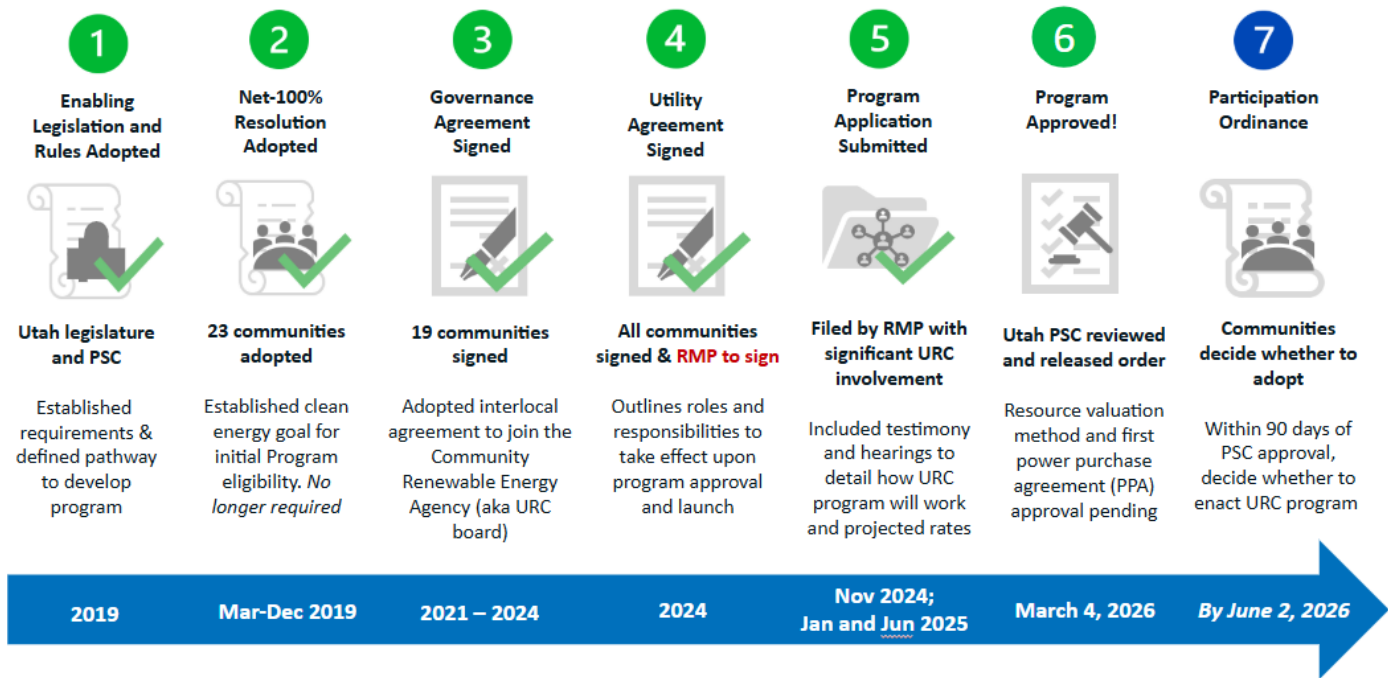 1
Enabling
Legislation and
Rules Adopted
Utah legislature
and PSC
Established
requirements &
defined pathway
to develop
program
2019
2
Net-100%
Resolution
Adopted
23 communities
adopted
Established clean
energy goal for
initial Program
eligibility. No
longer required
Mar-Dec 2019
3
Governance
Agreement
Signed
19 communities
signed
Adopted interlocal
agreement to join the
Community
Renewable Energy
Agency (aka URC
board)
2021 – 2024
4
Utility
Agreement
Signed
All communities
signed & RMP to sign
Outlines roles and
responsibilities to
take effect upon
program approval
and launch
2024
5
Program
Application
Submitted
Filed by RMP with
significant URC
involvement
Included testimony
and hearings to
detail how URC
program will work
and projected rates
Nov 2024;
Jan and Jun 2025
6
Program
Approved!
Utah PSC reviewed
and released order
Resource valuation
method and first
power purchase
agreement (PPA)
approval pending
March 4, 2026
7
Participation
Ordinance
Communities
decide whether to
adopt
Within 90 days of
PSC approval,
decide whether to
enact URC program
By June 2, 2026